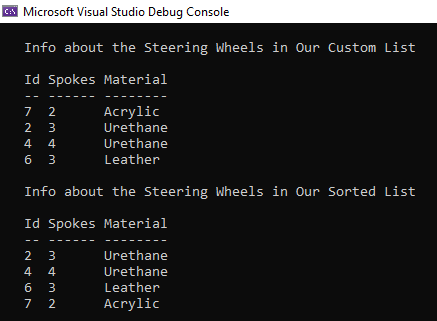 Microsoft Visual Studio Debug Console
Info about the Steering Wheels in Our Custom List
Id Spokes Material
-- ------ --------
7  2      Acrylic
2  3      Urethane
4  4      Urethane
6  3      Leather
Info about the Steering Wheels in Our Sorted List
Id Spokes Material
-- ------ --------
2  3      Urethane
4  4      Urethane
6  3      Leather
7  2      Acrylic